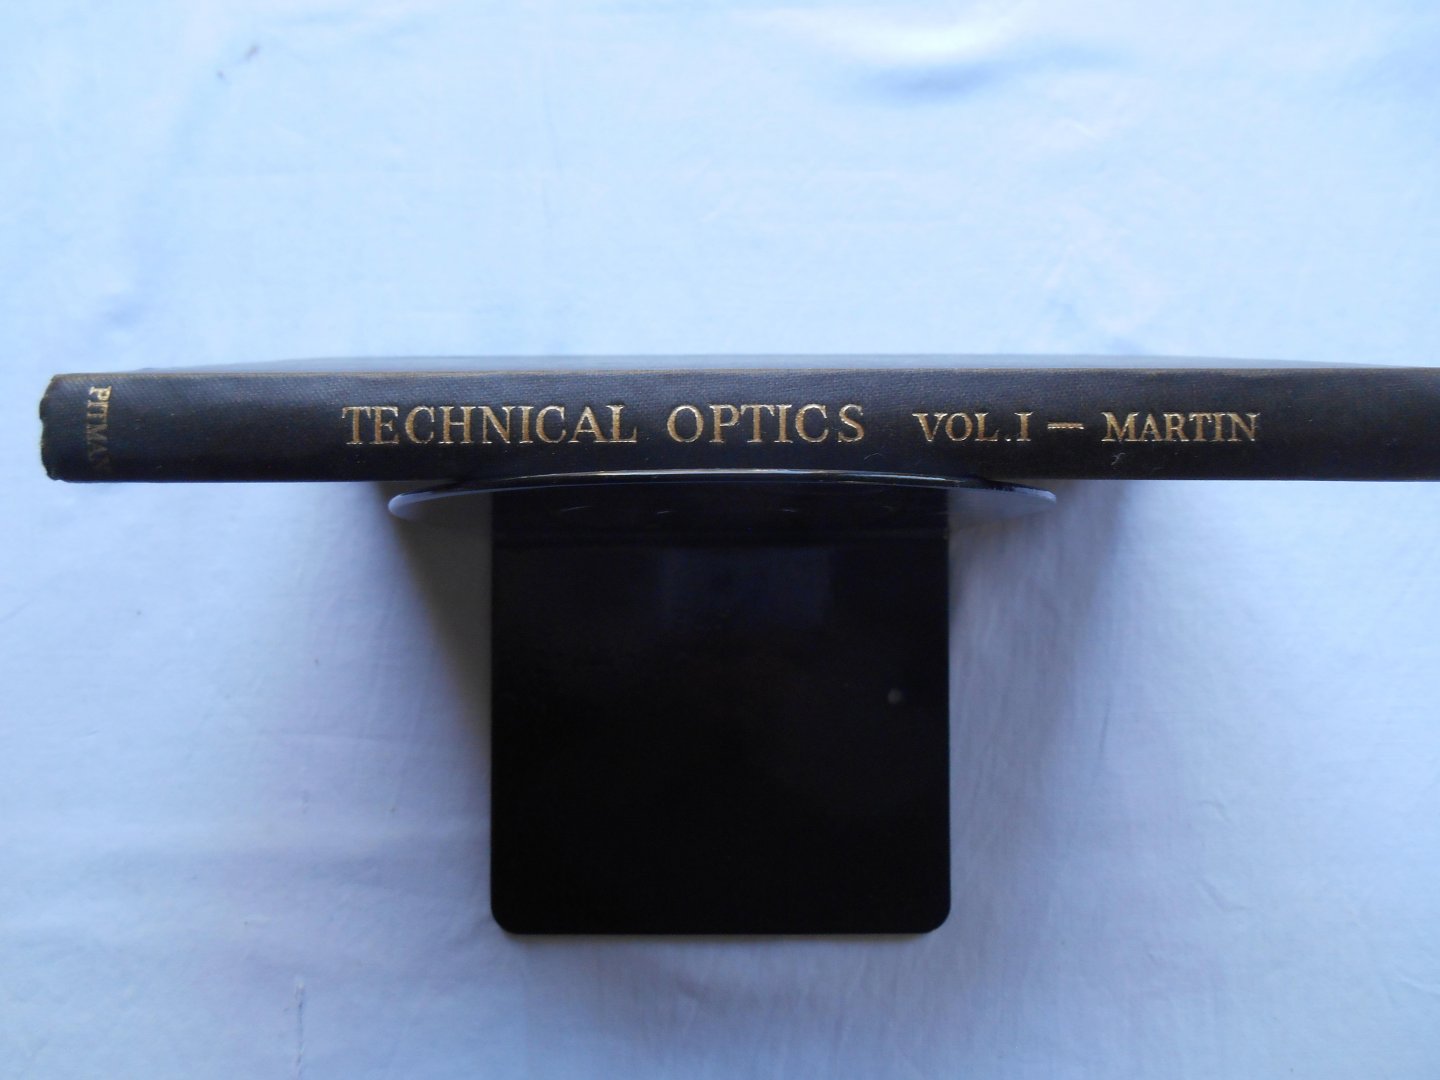 TECHNICAL OPTICS VOL. I — MARTIN
PITMAN